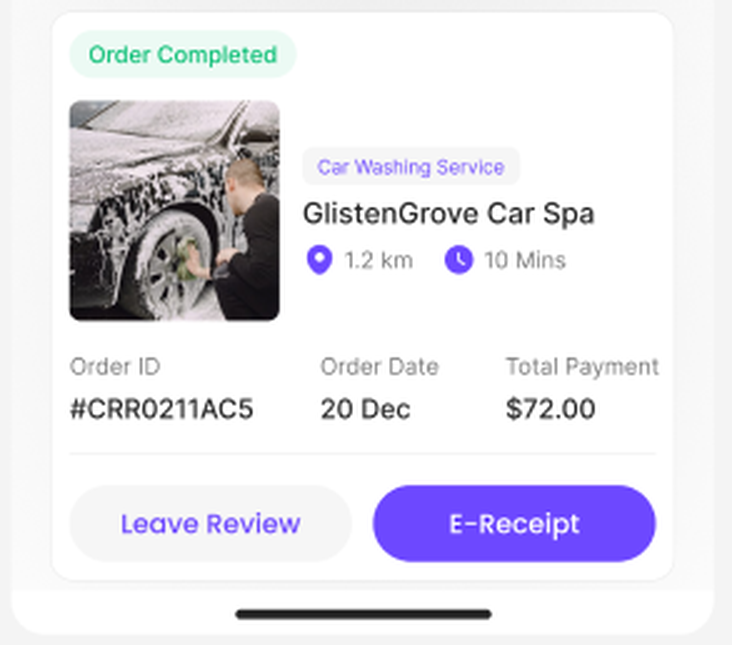 Order Completed
Car Washing Service
GlistenGrove Car Spa
1.2 km 10 Mins
Order ID Order Date Total Payment
#CRR0211AC5 20 Dec $72.00
Leave Review E-Receipt